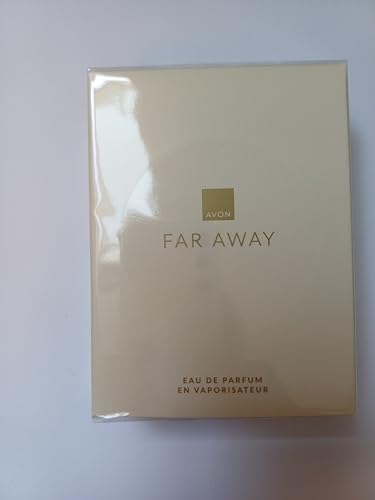 AVON
FAR AWAY
EAU DE PARFUM
EN VAPORISATEUR